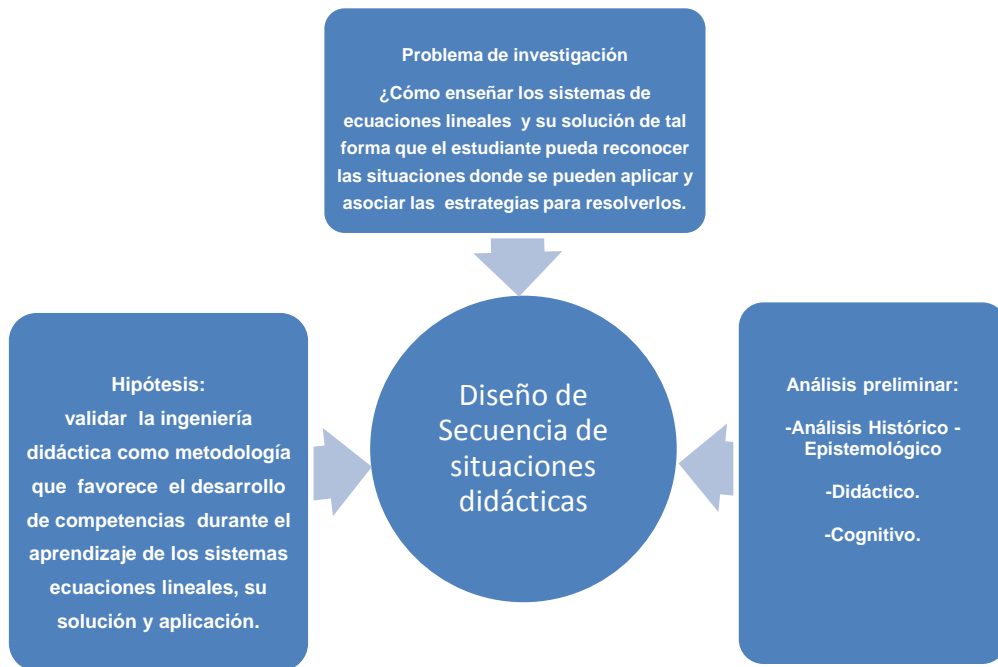 Problema de investigación
¿Cómo enseñar los sistemas de
ecuaciones lineales y su solución de tal
forma que el estudiante pueda reconocer
las situaciones donde se pueden aplicar y
asociar las estrategias para resolverlos.
Hipótesis:
validar la ingeniería
didáctica como metodología
que favorece el desarrollo
de competencias durante el
aprendizaje de los sistemas
ecuaciones lineales, su
solución y aplicación.
Diseño de
Secuencia de
situaciones
didácticas
Análisis preliminar:
-Análisis Histórico -
Epistemológico
-Didáctico.
-Cognitivo.